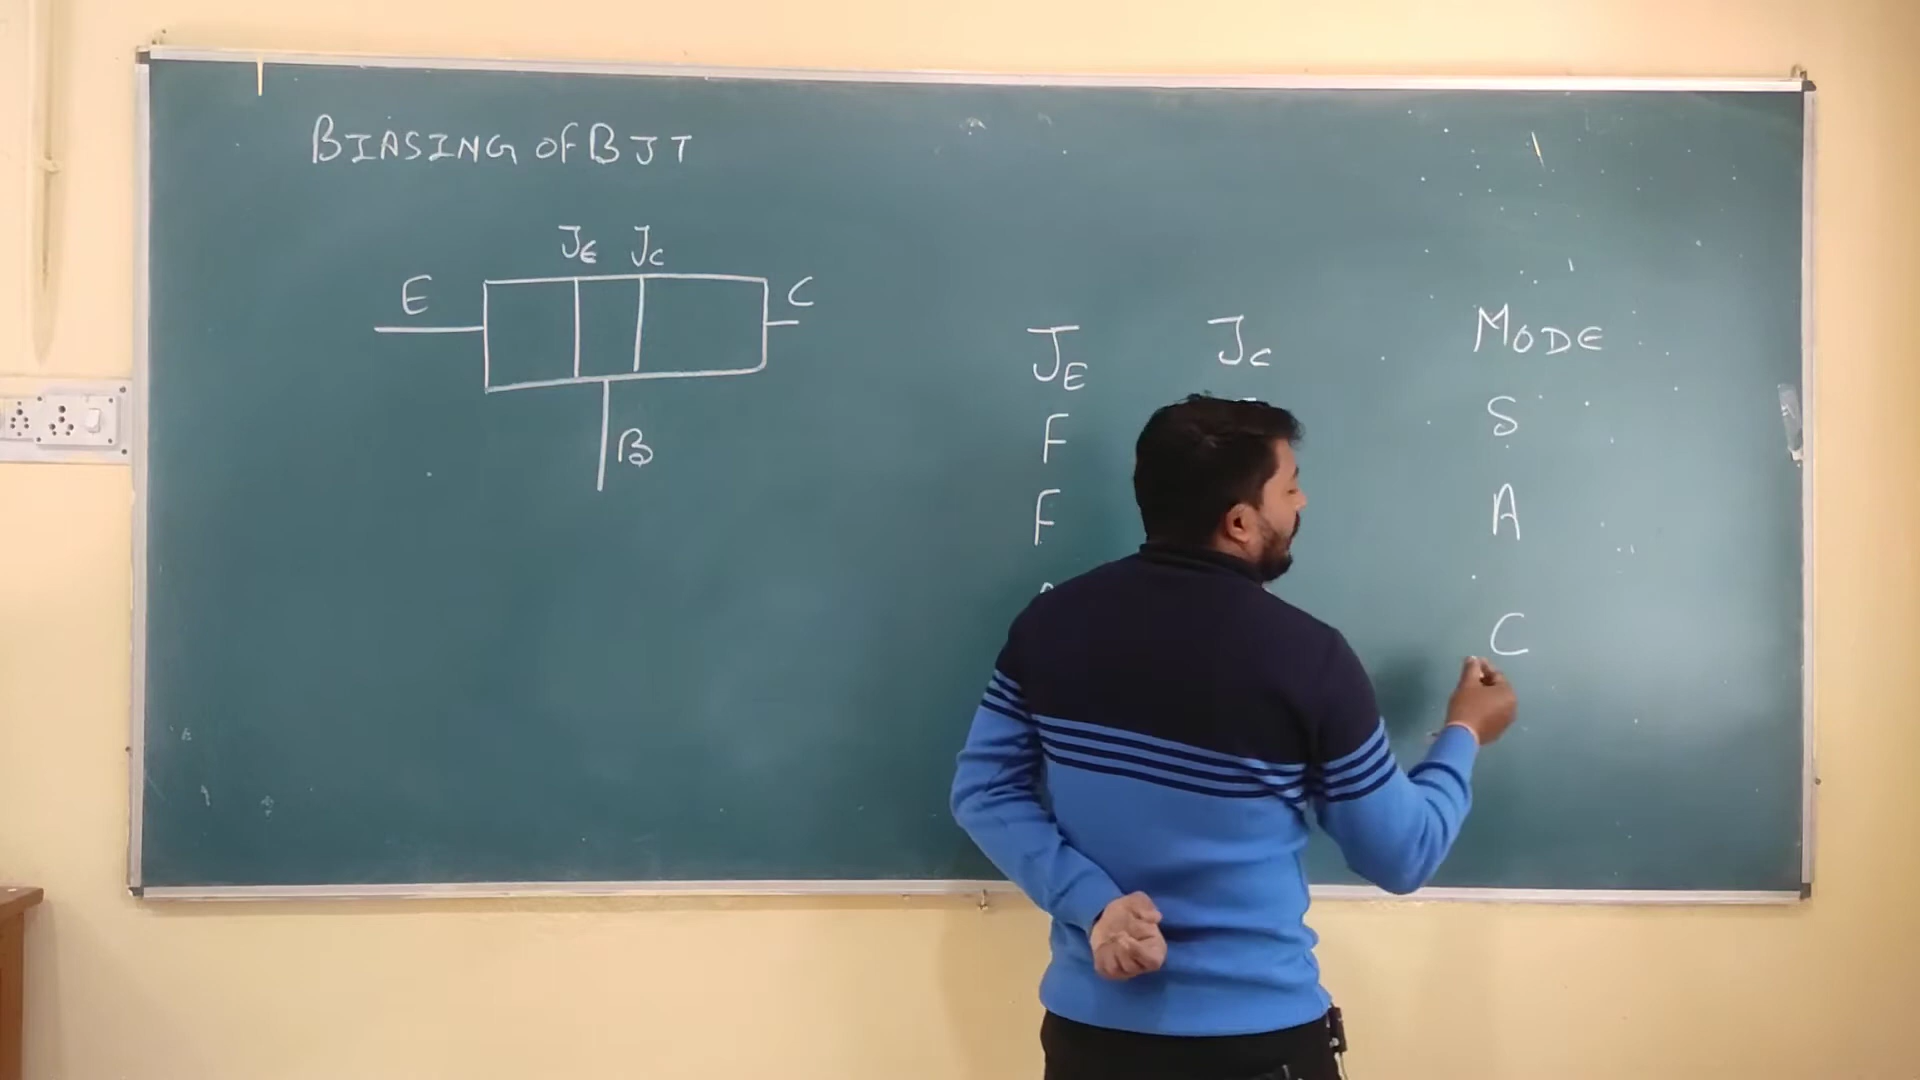 BIASING OF BJT
JE JC
E C
B
JE JC MODE
F S
F A
C